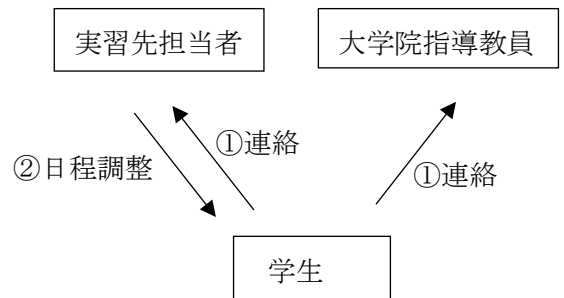 実習先担当者
大学院指導教員
①連絡
②日程調整
①連絡
学生